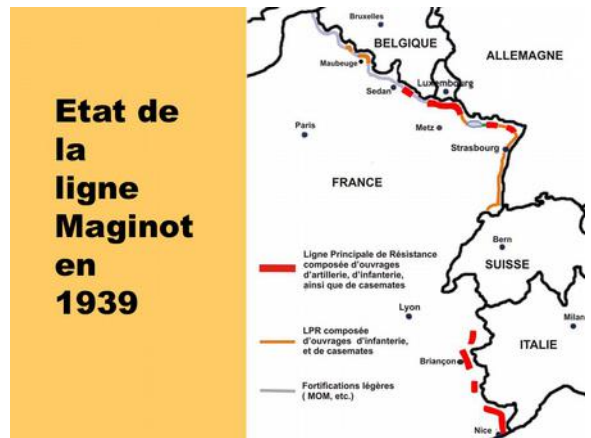 Etat de
la
ligne
Maginot
en
1939
Bruxelles
BELGIQUE
ALLEMAGNE
Maubeuge
Sedan
Luxembourg
Paris
Metz
Strasbourg
FRANCE
Bern
SUISSE
Ligne Principale de Résistance
composée d'ouvrages
d'artillerie, d'infanterie,
ainsi que de casemates
Lyon
Milan
ITALIE
LPR composée
d'ouvrages d'infanterie,
et de casemates
Briançon
Fortifications légères
( MOM, etc.)
Nice